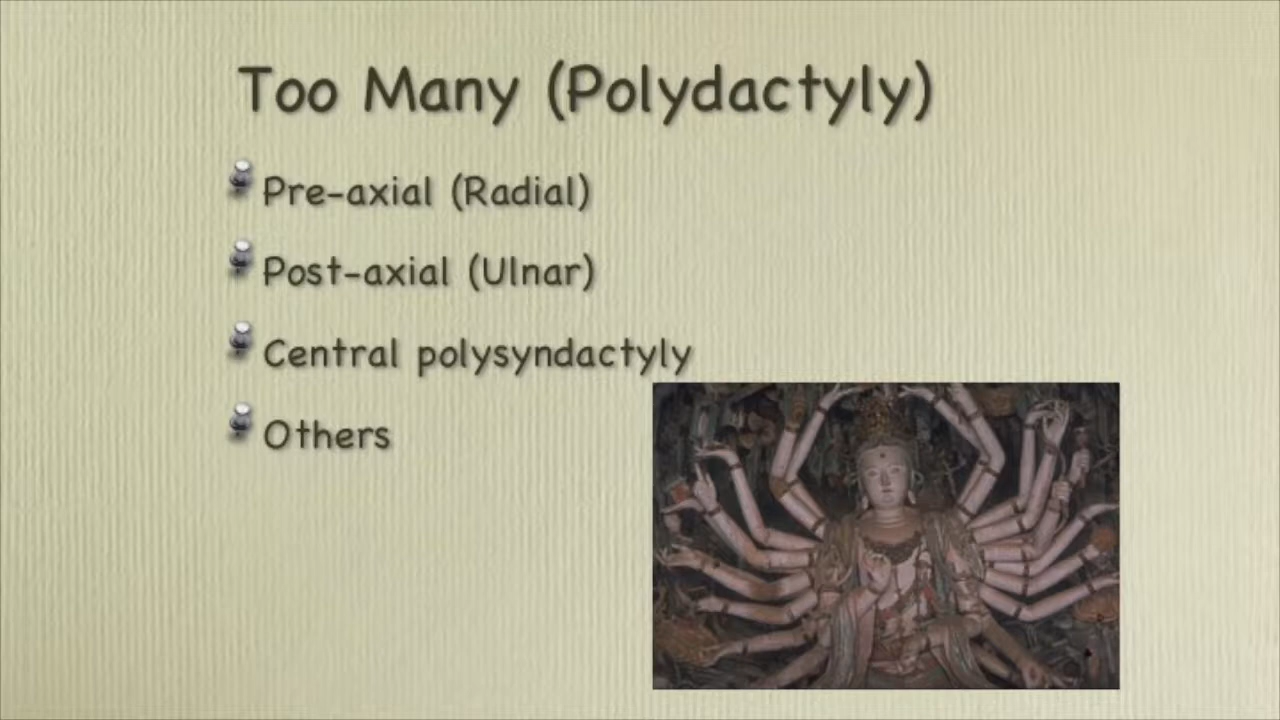 Too Many (Polydactyly)
Pre-axial (Radial)
Post-axial (Ulnar)
Central polysyndactyly
Others